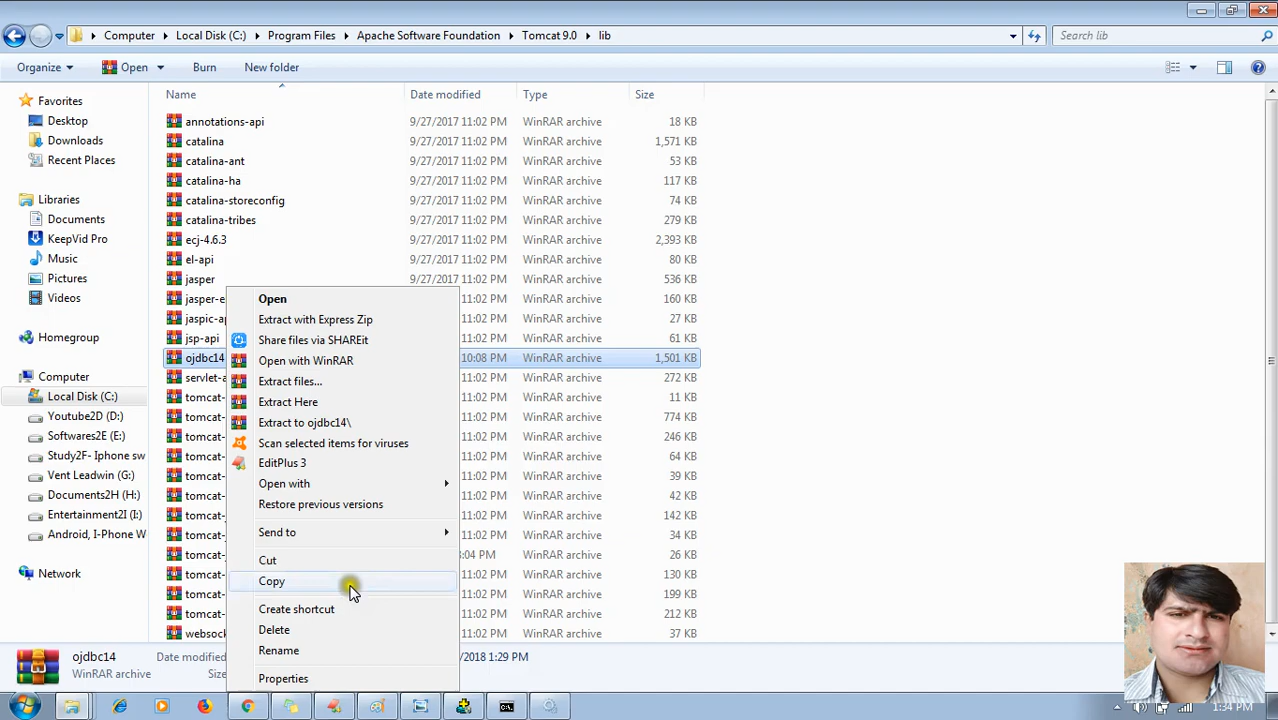 Computer Local Disk (C:) Program Files Apache Software Foundation Tomcat 9.0 lib Search lib
Organize Open Burn New folder
Name Date modified Type Size
Favorites
Desktop
Downloads
Recent Places
Libraries
Documents
KeepVid Pro
Music
Pictures
Videos
Homegroup
Computer
Local Disk (C:)
Youtube2D (D:)
Softwares2E (E:)
Study2F- Iphone sw
Vent Leadwin (G:)
Documents2H (H:)
Entertainment2I (I:)
Android, I-Phone W
Network
annotations-api 9/27/2017 11:02 PM WinRAR archive 18 KB
catalina 9/27/2017 11:02 PM WinRAR archive 1,571 KB
catalina-ant 9/27/2017 11:02 PM WinRAR archive 53 KB
catalina-ha 9/27/2017 11:02 PM WinRAR archive 117 KB
catalina-storeconfig 9/27/2017 11:02 PM WinRAR archive 74 KB
catalina-tribes 9/27/2017 11:02 PM WinRAR archive 279 KB
ecj-4.6.3 9/27/2017 11:02 PM WinRAR archive 2,393 KB
el-api 9/27/2017 11:02 PM WinRAR archive 80 KB
jasper 9/27/2017 11:02 PM WinRAR archive 536 KB
jasper-e 11:02 PM WinRAR archive 160 KB
jaspic-ap 11:02 PM WinRAR archive 27 KB
jsp-api 11:02 PM WinRAR archive 61 KB
ojdbc14 10:08 PM WinRAR archive 1,501 KB
servlet-a 11:02 PM WinRAR archive 272 KB
tomcat- 11:02 PM WinRAR archive 11 KB
tomcat- 11:02 PM WinRAR archive 774 KB
tomcat- 11:02 PM WinRAR archive 246 KB
tomcat- 11:02 PM WinRAR archive 64 KB
tomcat- 11:02 PM WinRAR archive 39 KB
tomcat- 11:02 PM WinRAR archive 42 KB
tomcat- 11:02 PM WinRAR archive 142 KB
tomcat- 11:02 PM WinRAR archive 34 KB
tomcat- 3:04 PM WinRAR archive 26 KB
tomcat- 11:02 PM WinRAR archive 130 KB
tomcat- 11:02 PM WinRAR archive 199 KB
tomcat- 11:02 PM WinRAR archive 212 KB
websock 11:02 PM WinRAR archive 37 KB
Open
Extract with Express Zip
Share files via SHAREit
Open with WinRAR
Extract files...
Extract Here
Extract to ojdbc14\
Scan selected items for viruses
EditPlus 3
Open with
Restore previous versions
Send to
Cut
Copy
Create shortcut
Delete
Rename
Properties
ojdbc14 Date modified /2018 1:29 PM
WinRAR archive Size
1:34 PM